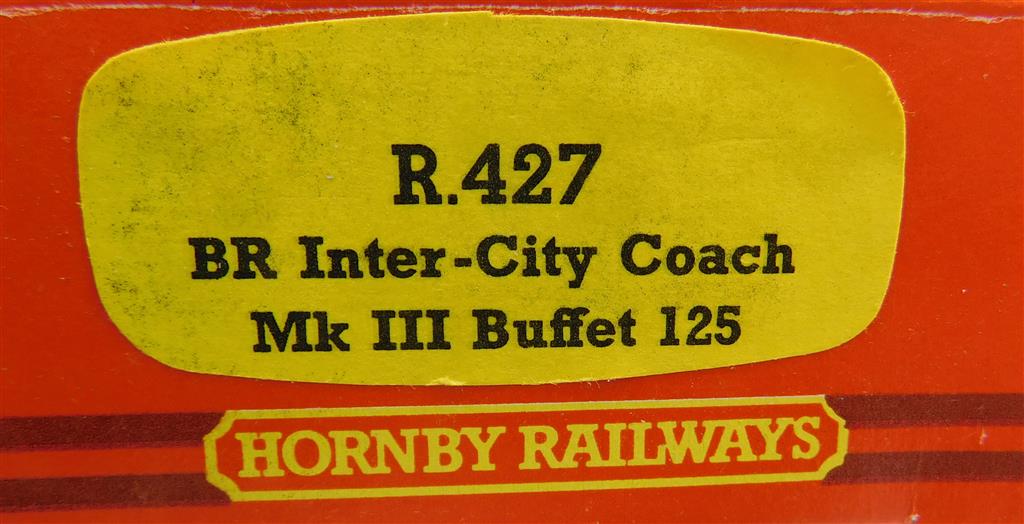 R.427
BR Inter-City Coach
Mk III Buffet 125
HORNBY RAILWAYS